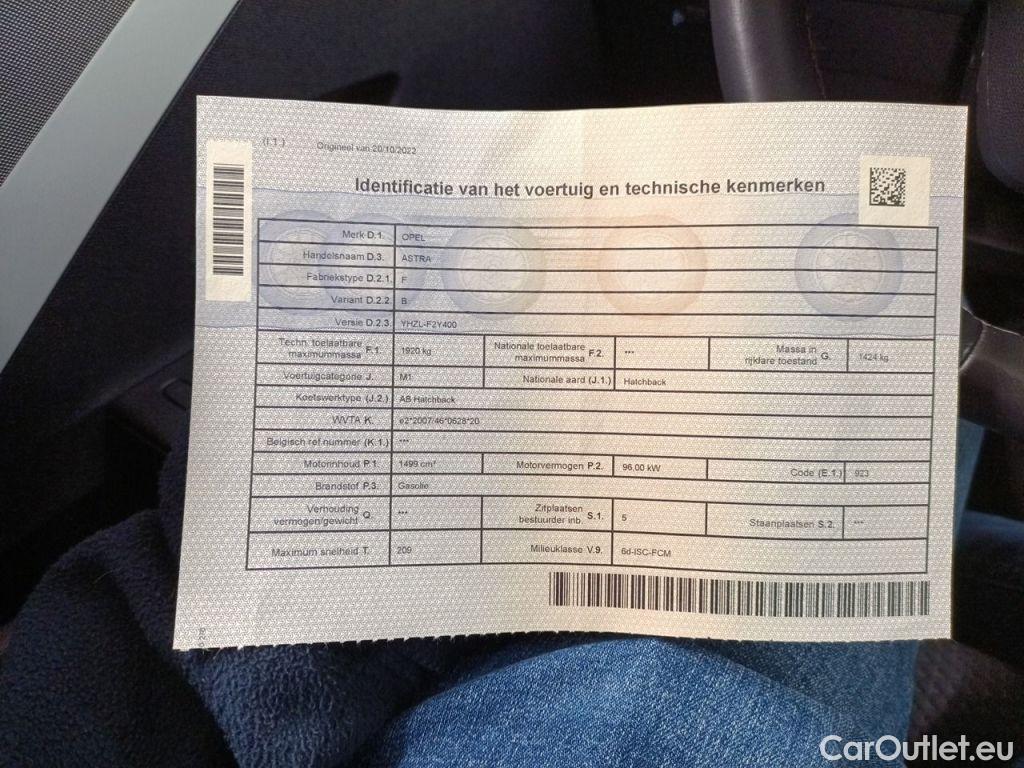 (I.1.) Origineel van 20/10/2022
Identificatie van het voertuig en technische kenmerken
Merk D.1. OPEL
Handelsnaam D.3. ASTRA
Fabriekstype D.2.1. F
Variant D.2.2. B
Versie D.2.3. YHZL-F2Y400
Techn. toelaatbare maximummassa F.1. 1920 kg Nationale toelaatbare maximummassa F.2. *** Massa in rijklare toestand G. 1424 kg
Voertuigcategorie J. M1 Nationale aard (J.1.) Hatchback
Koetswerktype (J.2.) AB Hatchback
WVTA K. e2*2007/46*0628*20
Belgisch ref nummer (K.1.) ***
Motorinhoud P.1. 1499 cm³ Motorvermogen P.2. 96.00 kW Code (E.1.) 923
Brandstof P.3. Gasolie
Verhouding vermogen/gewicht Q. *** Zitplaatsen bestuurder inb. S.1. 5 Staanplaatsen S.2. ***
Maximum snelheid T. 209 Milieuklasse V.9. 6d-ISC-FCM
CarOutlet.eu